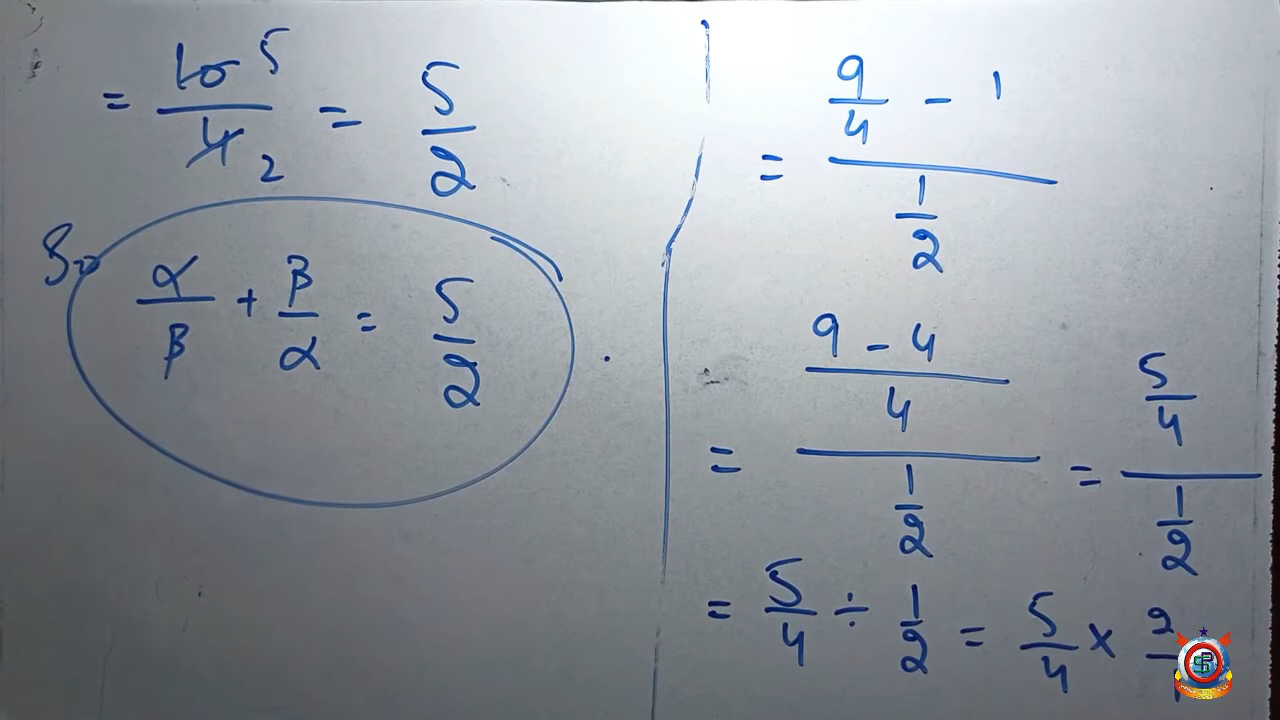 = 9/4 - 1 / 1/2
= (9 - 4)/4 / 1/2 = 5/4 / 1/2
= 5/4 ÷ 1/2 = 5/4 × 2/1
= 10 5/4 2 = 5/2
So α/β + β/α = 5/2.